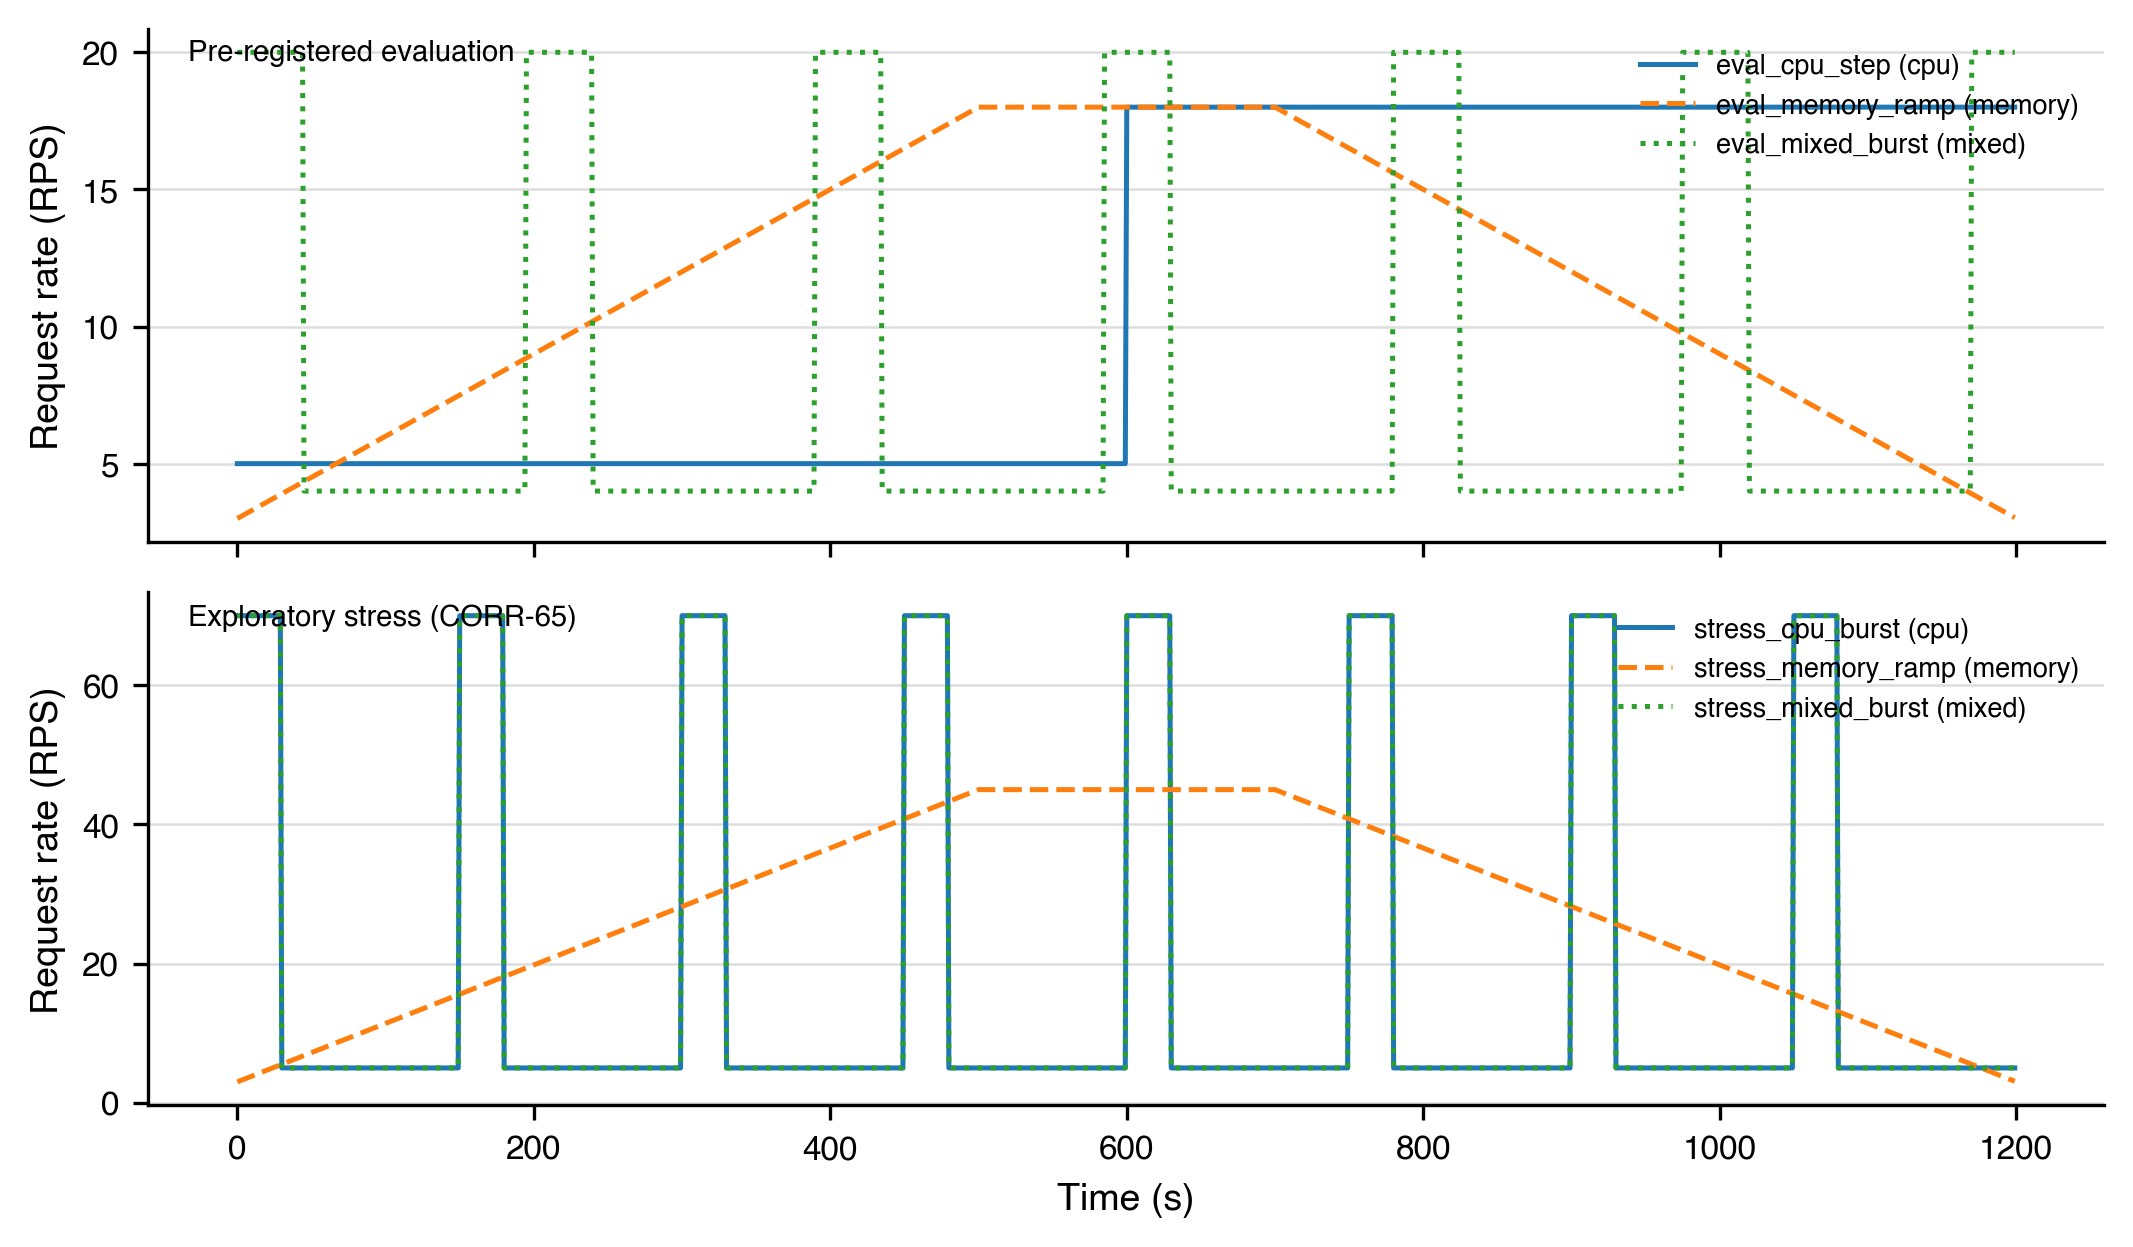 Pre-registered evaluation
eval_cpu_step (cpu)
eval_memory_ramp (memory)
eval_mixed_burst (mixed)
20
15
10
5
Request rate (RPS)
Exploratory stress (CORR-65)
stress_cpu_burst (cpu)
stress_memory_ramp (memory)
stress_mixed_burst (mixed)
60
40
20
0
Request rate (RPS)
0 200 400 600 800 1000 1200
Time (s)